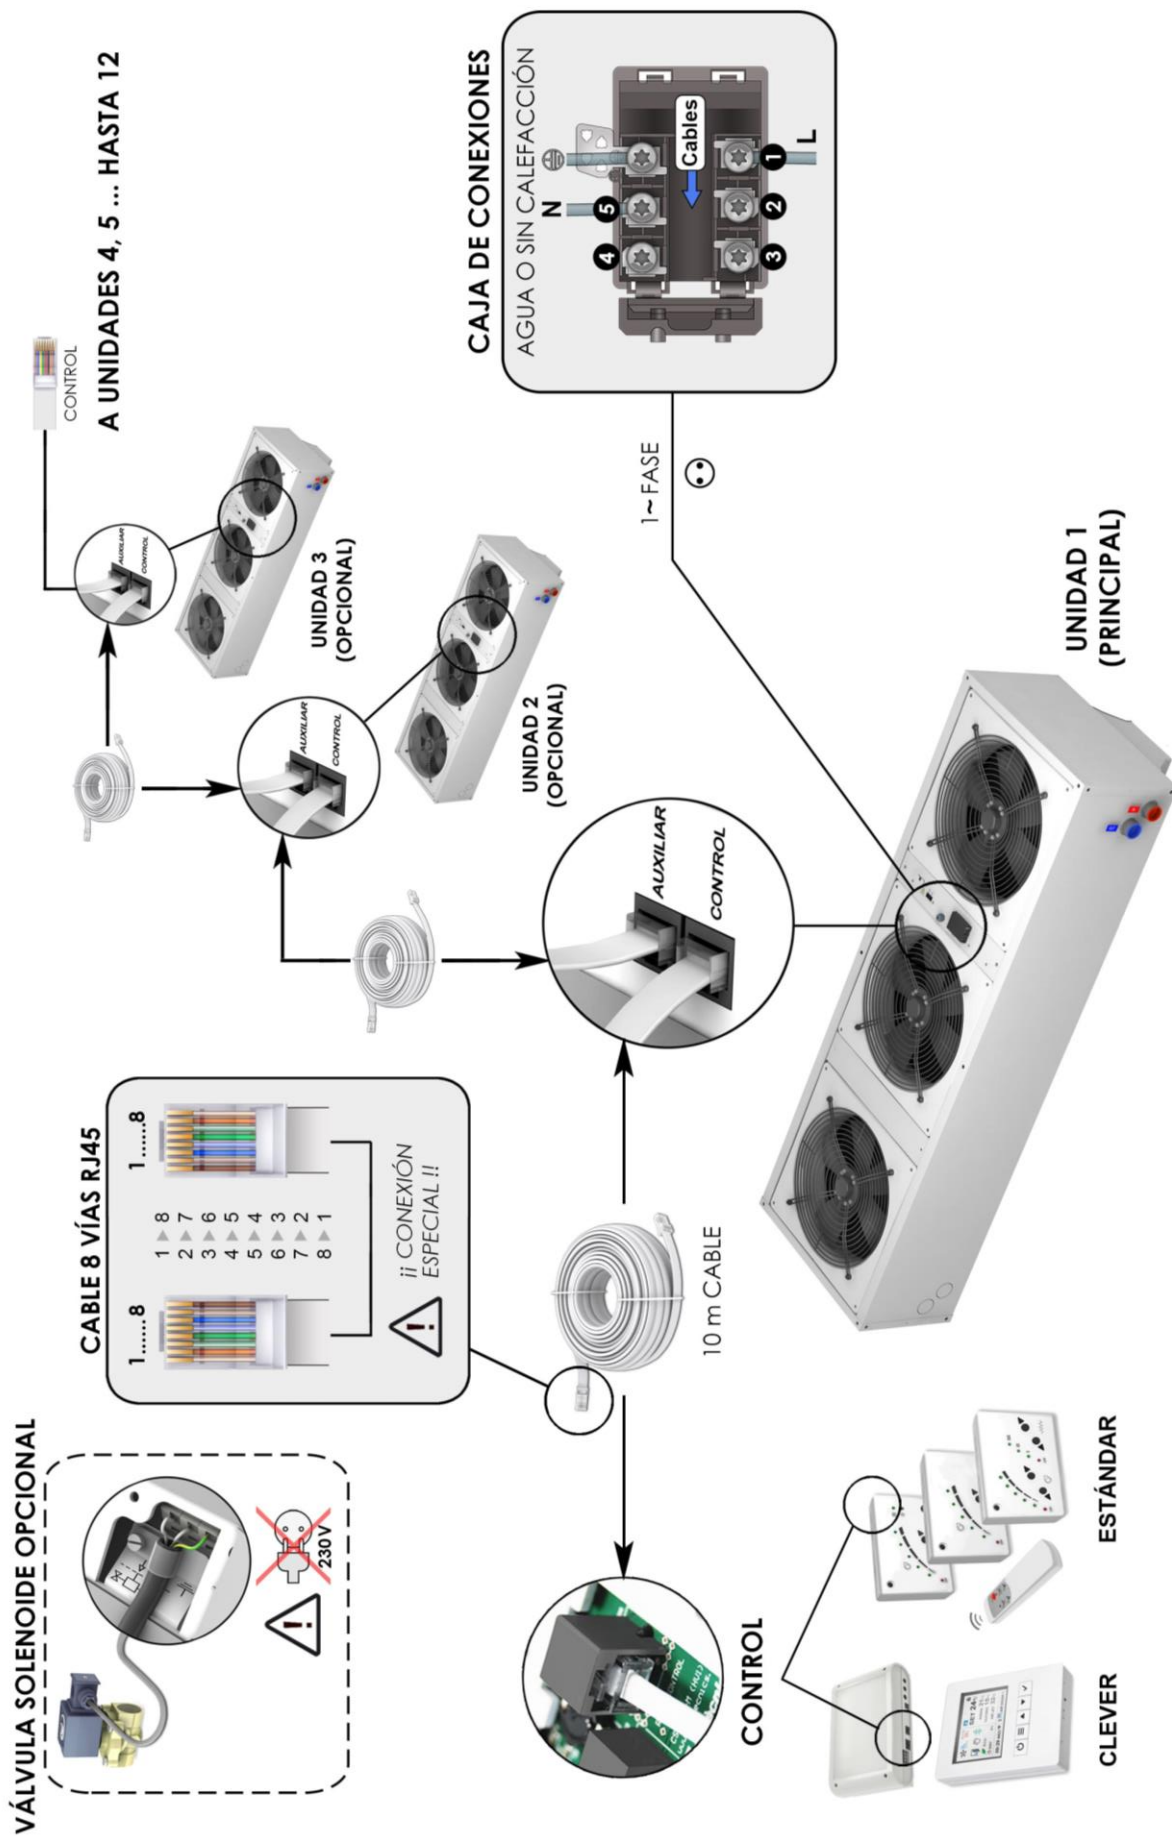 VÁLVULA SOLENOIDE OPCIONAL
230V
CABLE 8 VÍAS RJ45
1......8
1......8
1 ▶ 8
2 ▶ 7
3 ▶ 6
4 ▶ 5
5 ▶ 4
6 ▶ 3
7 ▶ 2
8 ▶ 1
¡¡ CONEXIÓN
ESPECIAL !!
CONTROL
A UNIDADES 4, 5 ... HASTA 12
AUXILIAR
CONTROL
UNIDAD 3
(OPCIONAL)
AUXILIAR
CONTROL
UNIDAD 2
(OPCIONAL)
CAJA DE CONEXIONES
AGUA O SIN CALEFACCIÓN
N
4
5
Cables
3
2
1
L
1~ FASE
10 m CABLE
AUXILIAR
CONTROL
UNIDAD 1
(PRINCIPAL)
CONTROL
CLEVER
ESTÁNDAR